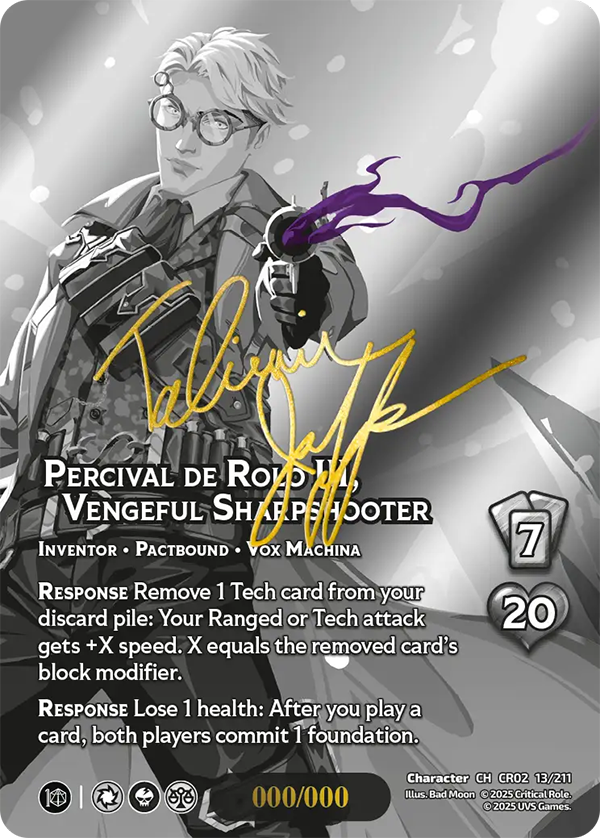 Taliesin
Jaffe
Percival de Rolo III,
Vengeful Sharpshooter
Inventor • Pactbound • Vox Machina
7
20
Response Remove 1 Tech card from your
discard pile: Your Ranged or Tech attack
gets +X speed. X equals the removed card's
block modifier.
Response Lose 1 health: After you play a
card, both players commit 1 foundation.
1
000/000
Character CH CR02 13/211
Illus. Bad Moon © 2025 Critical Role.
© 2025 UVS Games.